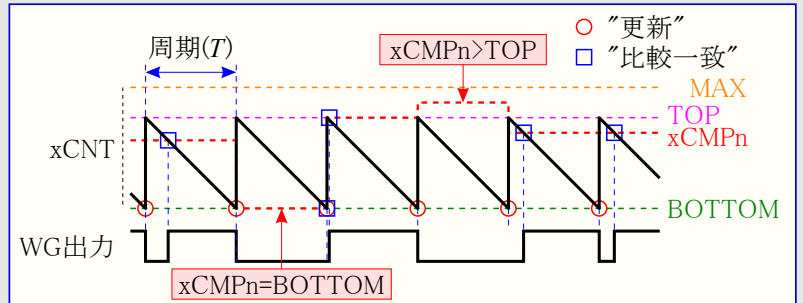 ○ ″更新″
周期(T)
□ ″比較一致″
xCMPn>TOP
MAX
TOP
xCMPn
xCNT
BOTTOM
WG出力
xCMPn=BOTTOM